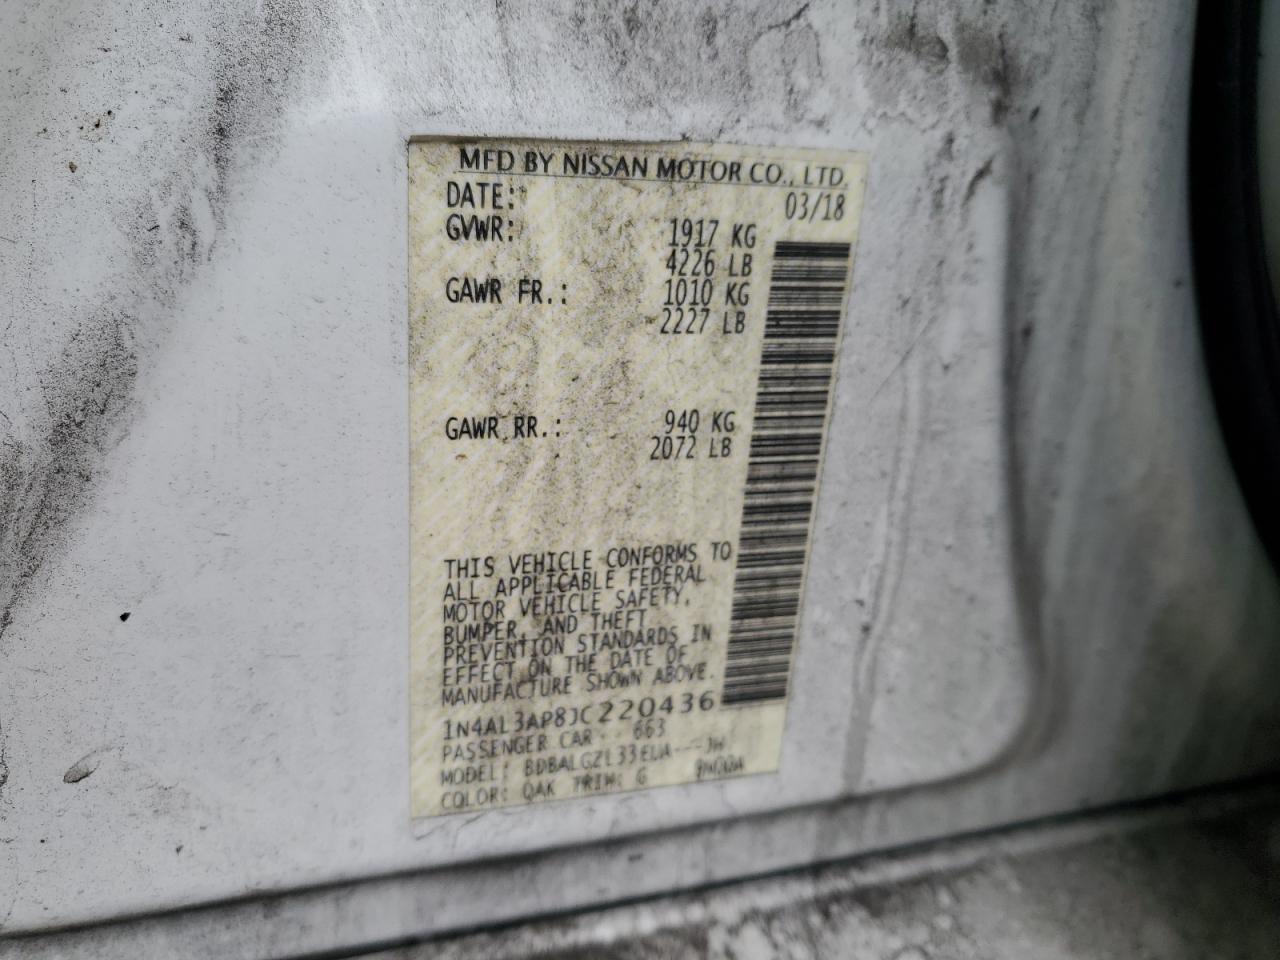 MFD BY NISSAN MOTOR CO., LTD.
DATE: 03/18
GVWR: 1917 KG
4226 LB
GAWR FR.: 1010 KG
2227 LB
GAWR RR.: 940 KG
2072 LB
THIS VEHICLE CONFORMS TO
ALL APPLICABLE FEDERAL
MOTOR VEHICLE SAFETY,
BUMPER, AND THEFT
PREVENTION STANDARDS IN
EFFECT ON THE DATE OF
MANUFACTURE SHOWN ABOVE.
1N4AL3AP8JC220436
PASSENGER CAR 663
MODEL: BDBALGZL33EUA---JH
COLOR: QAK TRIM: G